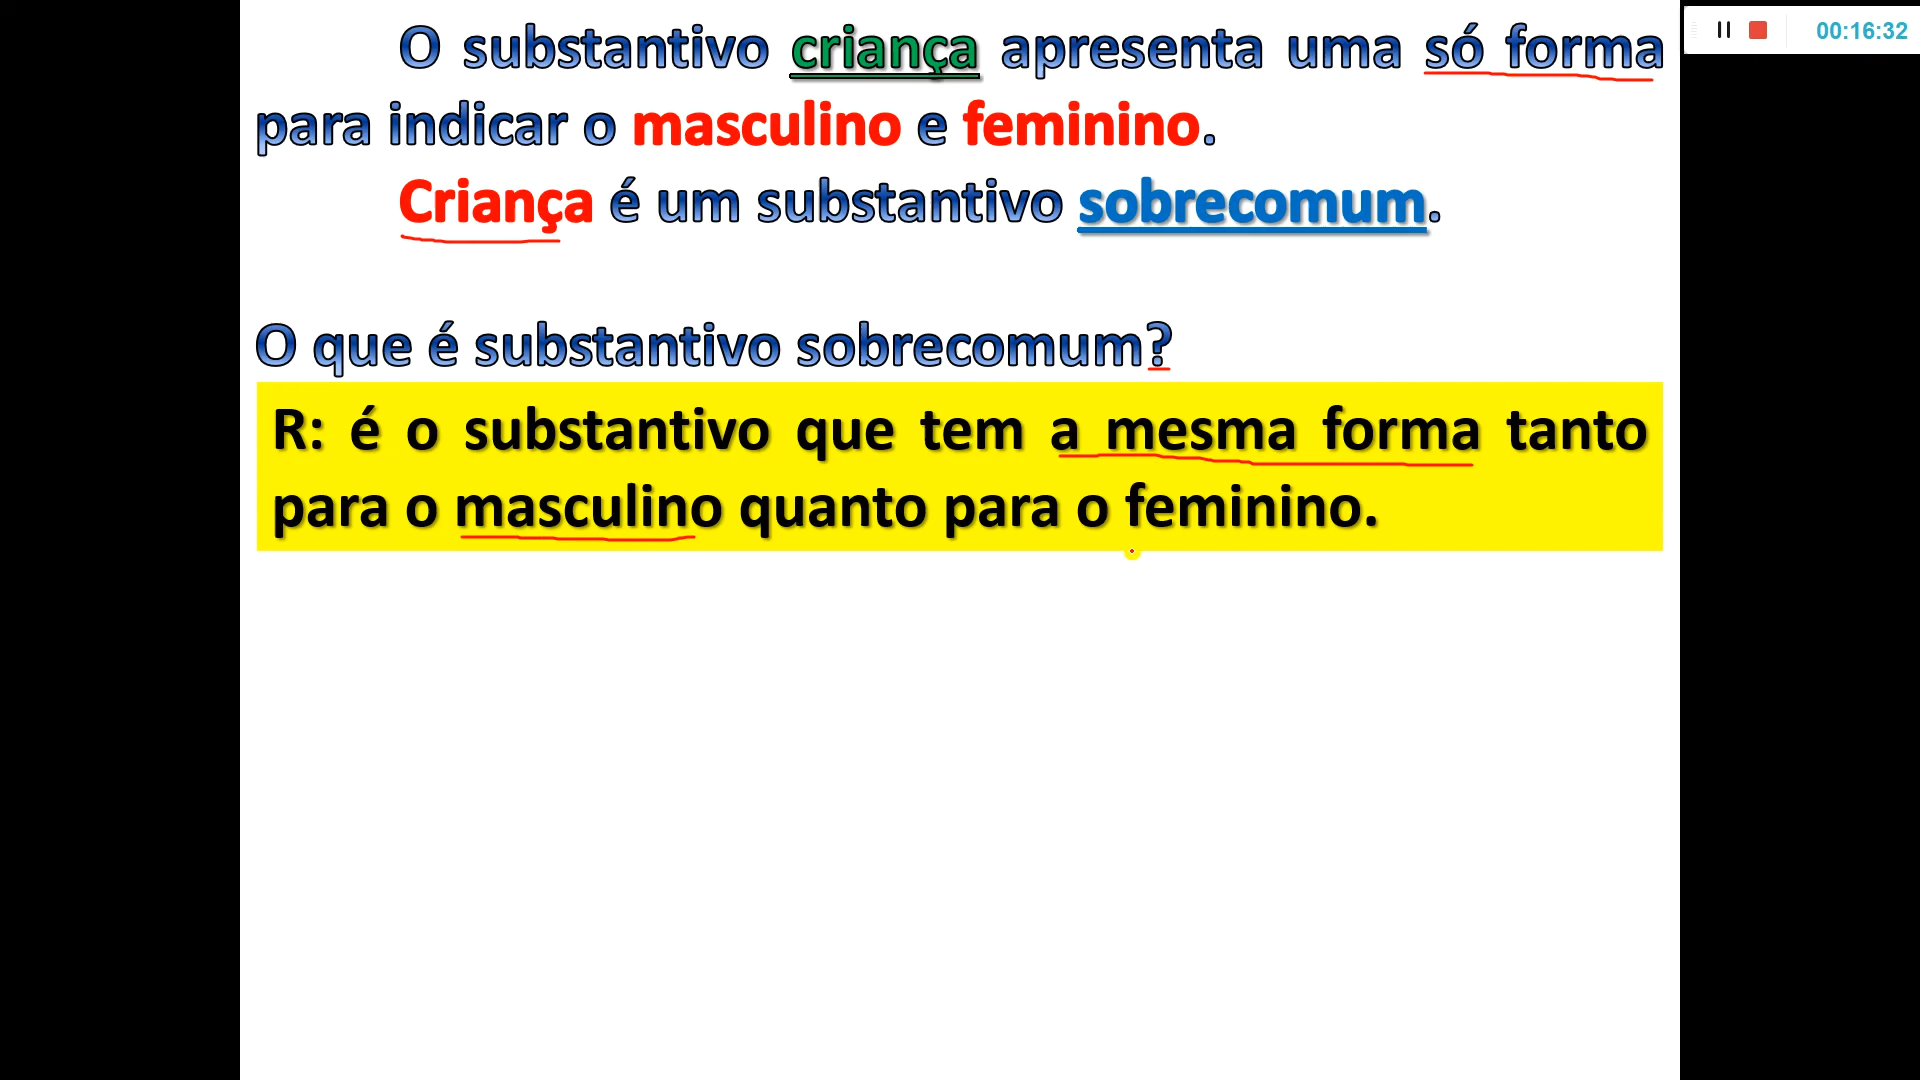 O substantivo criança apresenta uma só forma
00:16:32
para indicar o masculino e feminino.
Criança é um substantivo sobrecomum.
O que é substantivo sobrecomum?
R: é o substantivo que tem a mesma forma tanto
para o masculino quanto para o feminino.